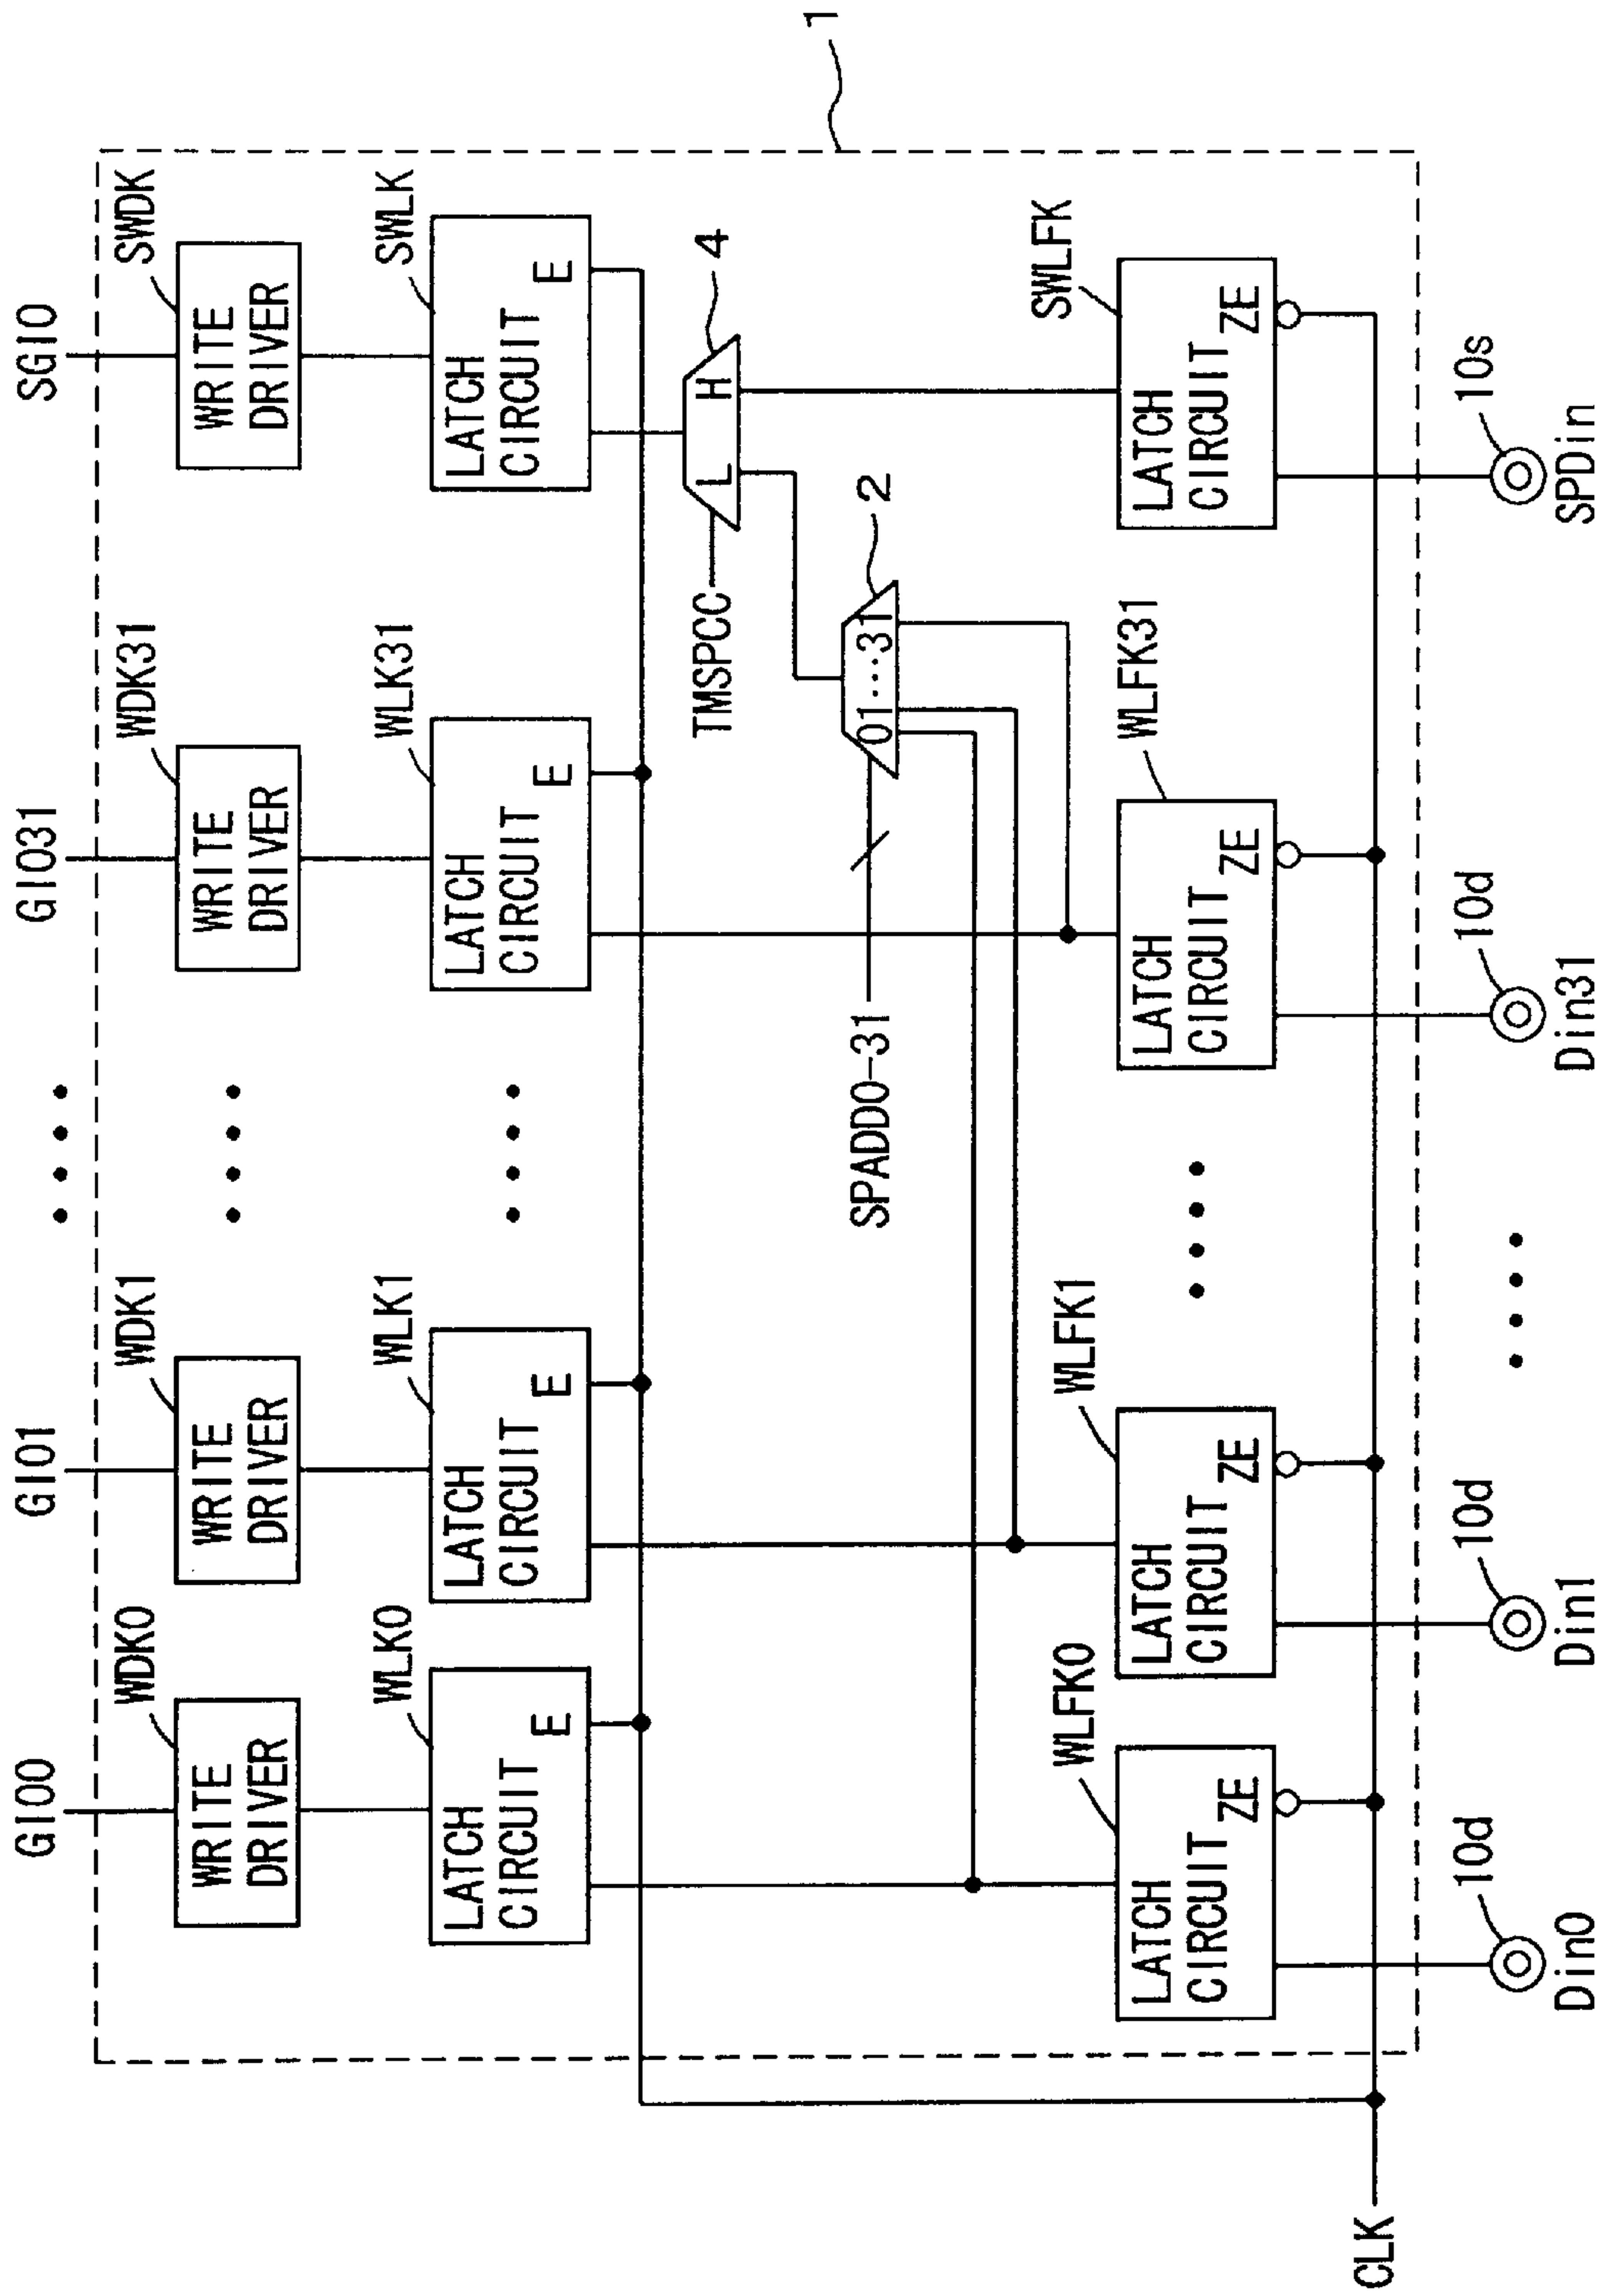 GIO0
GIO1
GIO31
SGIO
WDK0
WDK1
WDK31
SWDK
WRITE
DRIVER
WRITE
DRIVER
WRITE
DRIVER
WRITE
DRIVER
WLK0
WLK1
WLK31
SWLK
LATCH
CIRCUIT
E
LATCH
CIRCUIT
E
LATCH
CIRCUIT
E
LATCH
CIRCUIT
E
TMSPCC
L H
4
SPADD0-31
01···31
2
1
WLFK0
WLFK1
WLFK31
SWLFK
LATCH
CIRCUIT
ZE
LATCH
CIRCUIT
ZE
LATCH
CIRCUIT
ZE
LATCH
CIRCUIT
ZE
CLK
10d
10d
10d
10s
Din0
Din1
Din31
SPDin